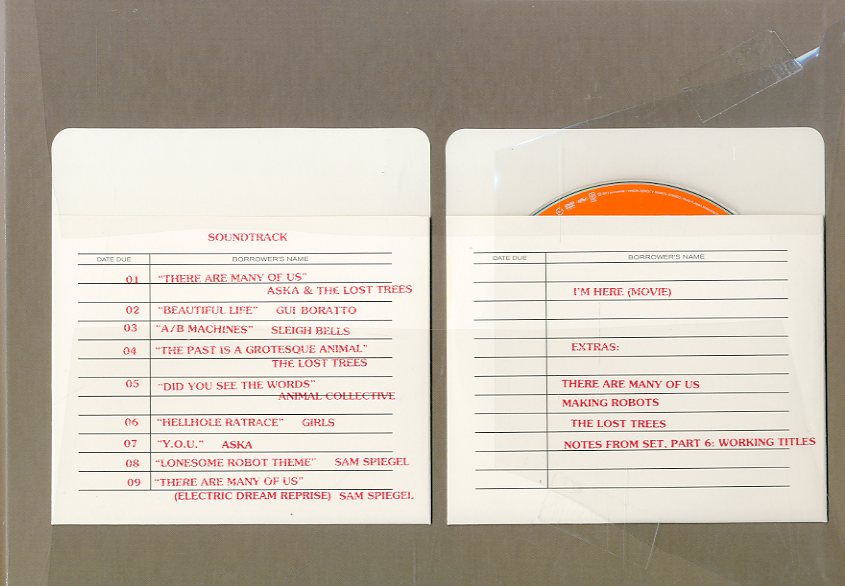 SOUNDTRACK
DATE DUE BORROWER'S NAME
01 "THERE ARE MANY OF US"
ASKA & THE LOST TREES
02 "BEAUTIFUL LIFE" GUI BORATTO
03 "A/B MACHINES" SLEIGH BELLS
04 "THE PAST IS A GROTESQUE ANIMAL"
THE LOST TREES
05 "DID YOU SEE THE WORDS"
ANIMAL COLLECTIVE
06 "HELLHOLE RATRACE" GIRLS
07 "Y.O.U." ASKA
08 "LONESOME ROBOT THEME" SAM SPIEGEL
09 "THERE ARE MANY OF US"
(ELECTRIC DREAM REPRISE) SAM SPIEGEL
DATE DUE BORROWER'S NAME
I'M HERE (MOVIE)
EXTRAS:
THERE ARE MANY OF US
MAKING ROBOTS
THE LOST TREES
NOTES FROM SET, PART 6: WORKING TITLES